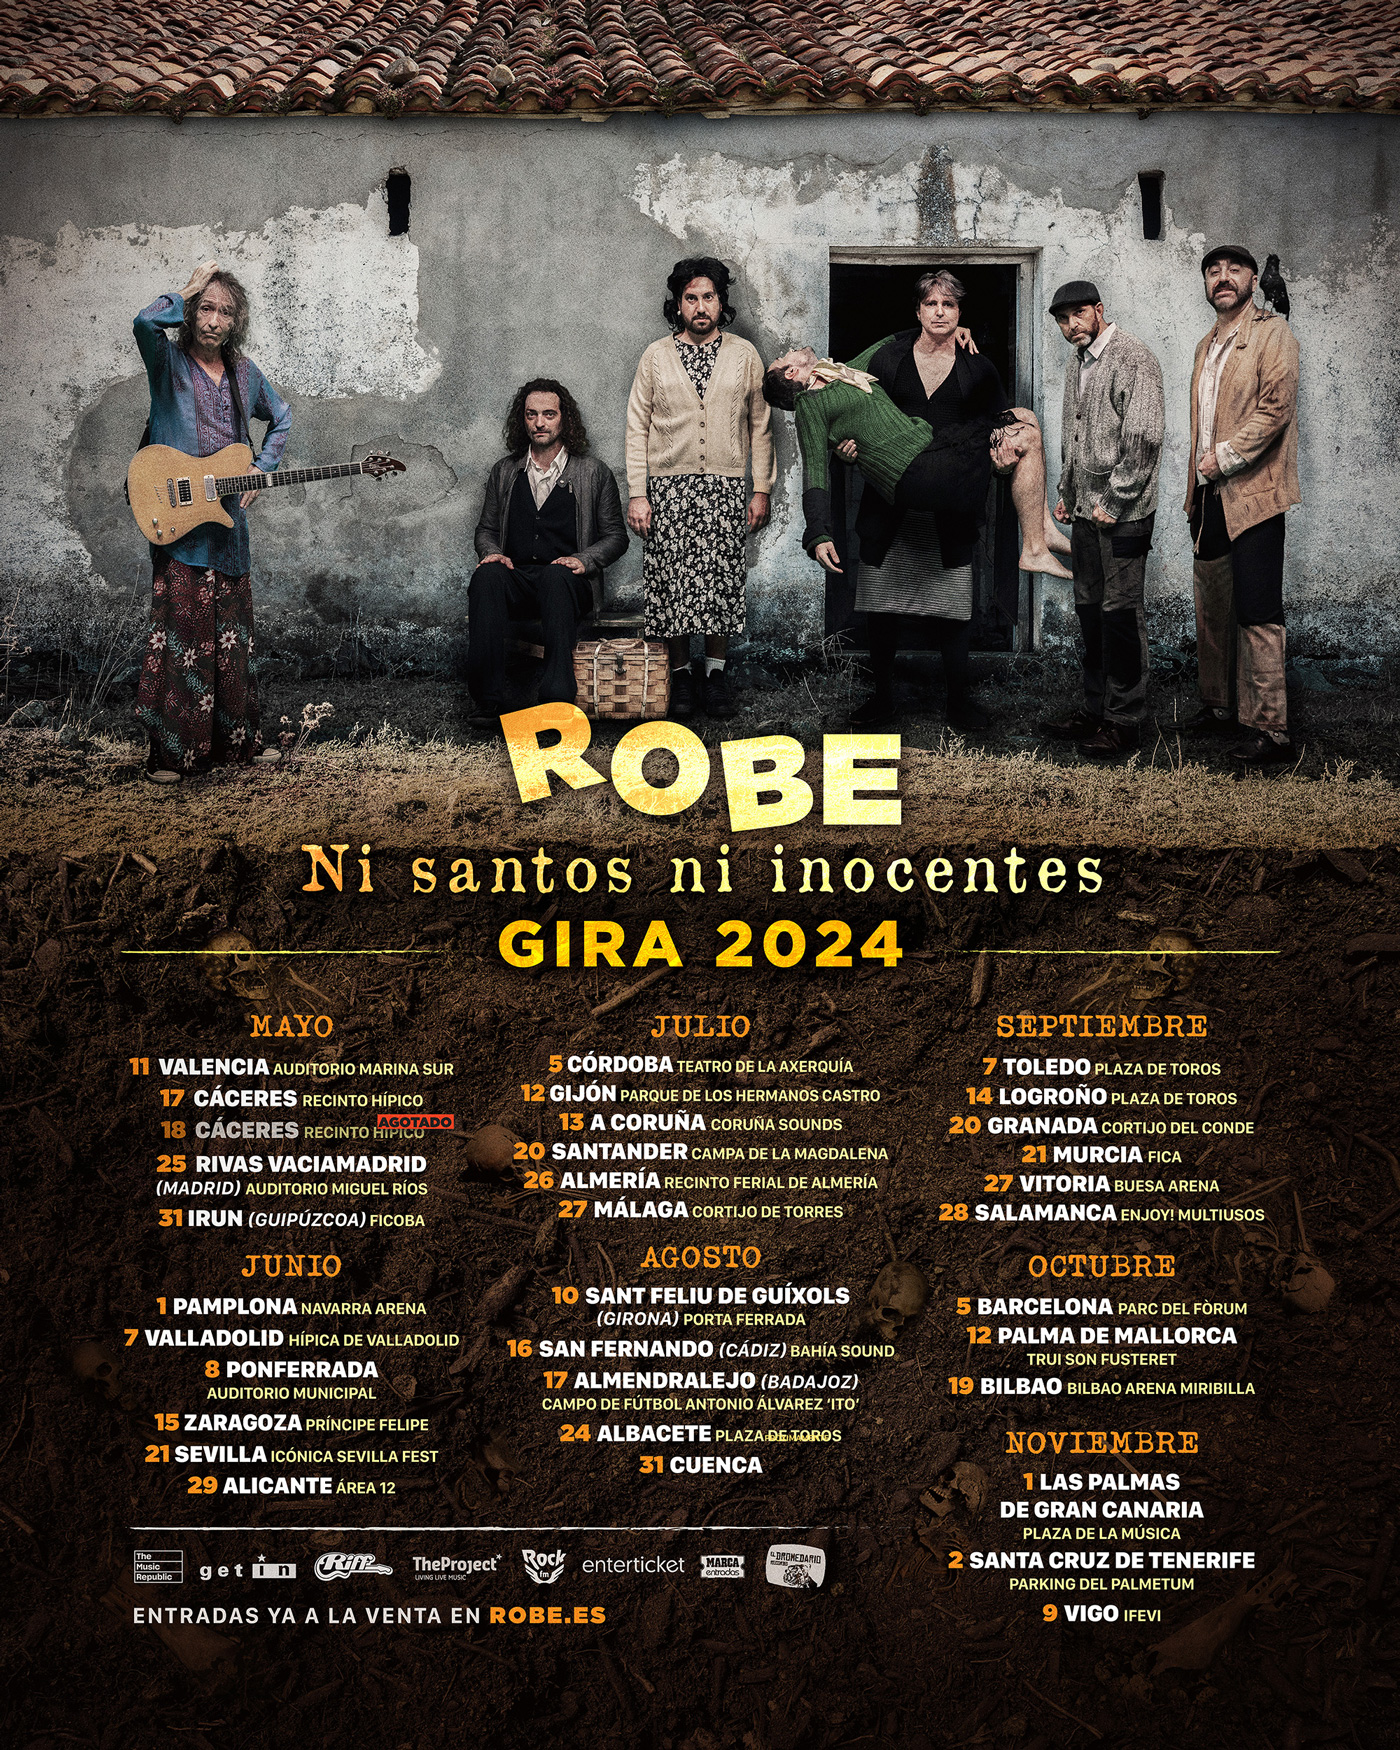 ROBE
Ni santos ni inocentes
GIRA 2024
MAYO
11 VALENCIA AUDITORIO MARINA SUR
17 CÁCERES RECINTO HÍPICO
AGOTADO
18 CÁCERES RECINTO HÍPICO
25 RIVAS VACIAMADRID
(MADRID) AUDITORIO MIGUEL RÍOS
31 IRUN (GUIPÚZCOA) FICOBA
JUNIO
1 PAMPLONA NAVARRA ARENA
7 VALLADOLID HÍPICA DE VALLADOLID
8 PONFERRADA
AUDITORIO MUNICIPAL
15 ZARAGOZA PRÍNCIPE FELIPE
21 SEVILLA ICÓNICA SEVILLA FEST
29 ALICANTE ÁREA 12
JULIO
5 CÓRDOBA TEATRO DE LA AXERQUÍA
12 GIJÓN PARQUE DE LOS HERMANOS CASTRO
13 A CORUÑA CORUÑA SOUNDS
20 SANTANDER CAMPA DE LA MAGDALENA
26 ALMERÍA RECINTO FERIAL DE ALMERÍA
27 MÁLAGA CORTIJO DE TORRES
AGOSTO
10 SANT FELIU DE GUÍXOLS
(GIRONA) PORTA FERRADA
16 SAN FERNANDO (CÁDIZ) BAHÍA SOUND
17 ALMENDRALEJO (BADAJOZ)
CAMPO DE FÚTBOL ANTONIO ÁLVAREZ 'ITO'
24 ALBACETE PLAZA DE TOROS
31 CUENCA
SEPTIEMBRE
7 TOLEDO PLAZA DE TOROS
14 LOGROÑO PLAZA DE TOROS
20 GRANADA CORTIJO DEL CONDE
21 MURCIA FICA
27 VITORIA BUESA ARENA
28 SALAMANCA ENJOY! MULTIUSOS
OCTUBRE
5 BARCELONA PARC DEL FÒRUM
12 PALMA DE MALLORCA
TRUI SON FUSTERET
19 BILBAO BILBAO ARENA MIRIBILLA
NOVIEMBRE
1 LAS PALMAS
DE GRAN CANARIA
PLAZA DE LA MÚSICA
2 SANTA CRUZ DE TENERIFE
PARKING DEL PALMETUM
9 VIGO IFEVI
The
Music
Republic
get in
Riff
TheProject
LIVING LIVE MUSIC
Rock
fm
enterticket
MARCA
entradas
EL DROMEDARIO
RECORDS
ENTRADAS YA A LA VENTA EN ROBE.ES